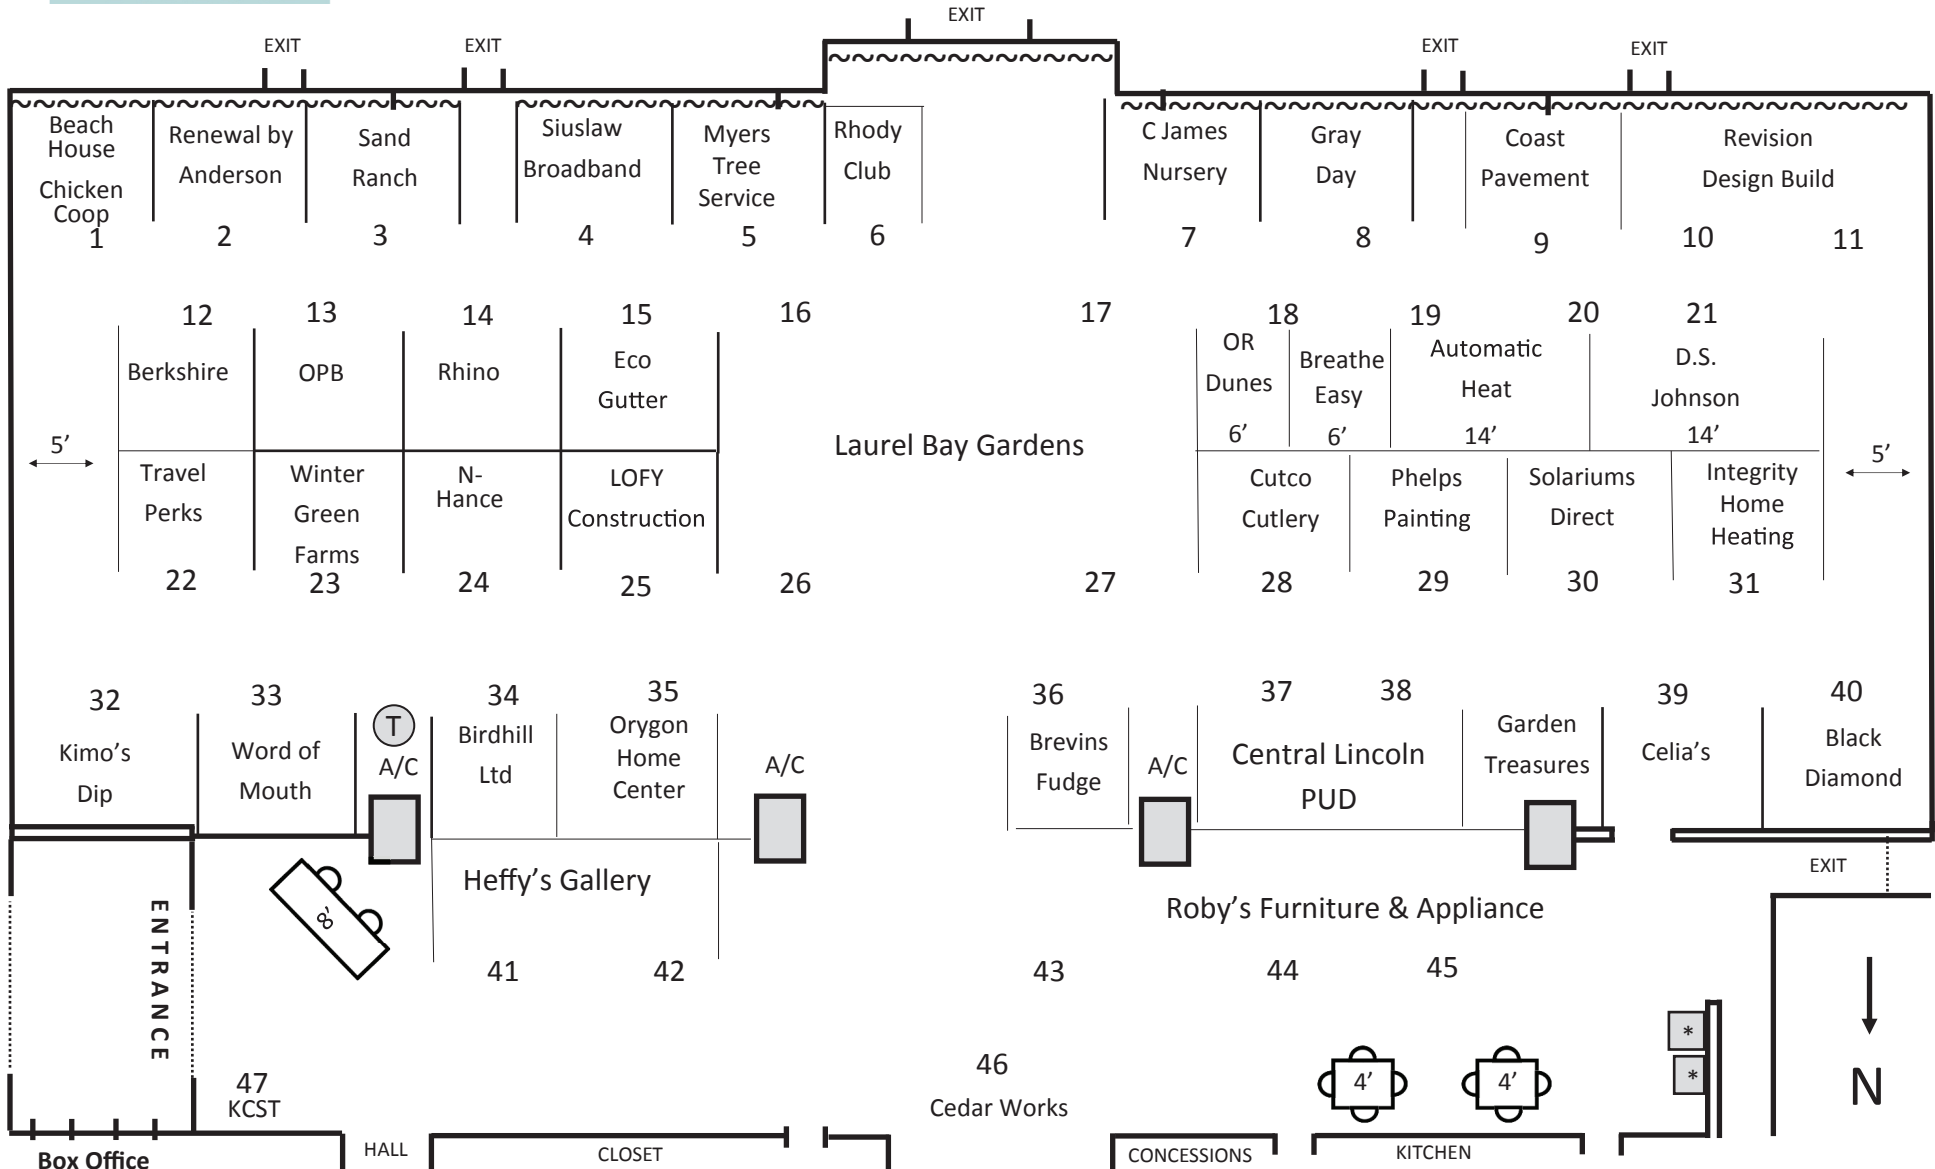 EXIT
EXIT
EXIT
EXIT
EXIT
Beach
House
Chicken
Coop
1
Renewal by
Anderson
2
Sand
Ranch
3
Siuslaw
Broadband
4
Myers
Tree
Service
5
Rhody
Club
6
C James
Nursery
7
Gray
Day
8
Coast
Pavement
9
Revision
Design Build
10
11
12
Berkshire
13
OPB
14
Rhino
15
Eco
Gutter
16
17
18
OR
Dunes
6’
Breathe
Easy
6’
19
20
Automatic
Heat
14’
21
D.S.
Johnson
14’
5’
Laurel Bay Gardens
5’
Travel
Perks
22
Winter
Green
Farms
23
N-
Hance
24
LOFY
Construction
25
26
27
Cutco
Cutlery
28
Phelps
Painting
29
Solariums
Direct
30
Integrity
Home
Heating
31
32
Kimo’s
Dip
33
Word of
Mouth
T
A/C
34
Birdhill
Ltd
35
Orygon
Home
Center
A/C
36
Brevins
Fudge
A/C
37
38
Central Lincoln
PUD
Garden
Treasures
39
Celia’s
40
Black
Diamond
EXIT
ENTRANCE
8’
Heffy’s Gallery
41
42
Roby’s Furniture & Appliance
43
44
45
*
*
N
47
KCST
46
Cedar Works
4’
4’
Box Office
HALL
CLOSET
CONCESSIONS
KITCHEN